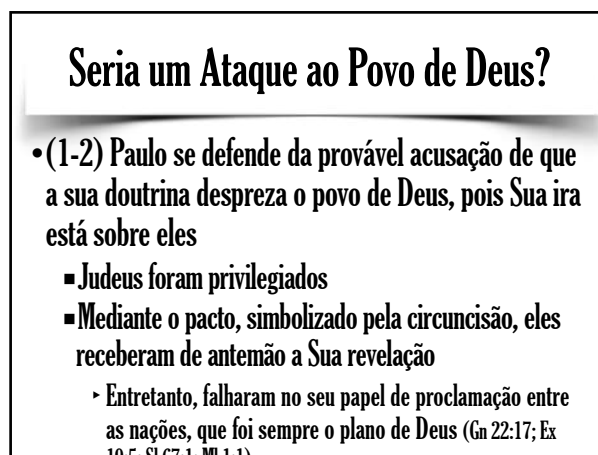 Seria um Ataque ao Povo de Deus?
•(1-2) Paulo se defende da provável acusação de que
a sua doutrina despreza o povo de Deus, pois Sua ira
está sobre eles
▪Judeus foram privilegiados
▪Mediante o pacto, simbolizado pela circuncisão, eles
receberam de antemão a Sua revelação
‣ Entretanto, falharam no seu papel de proclamação entre
as nações, que foi sempre o plano de Deus (Gn 22:17; Ex